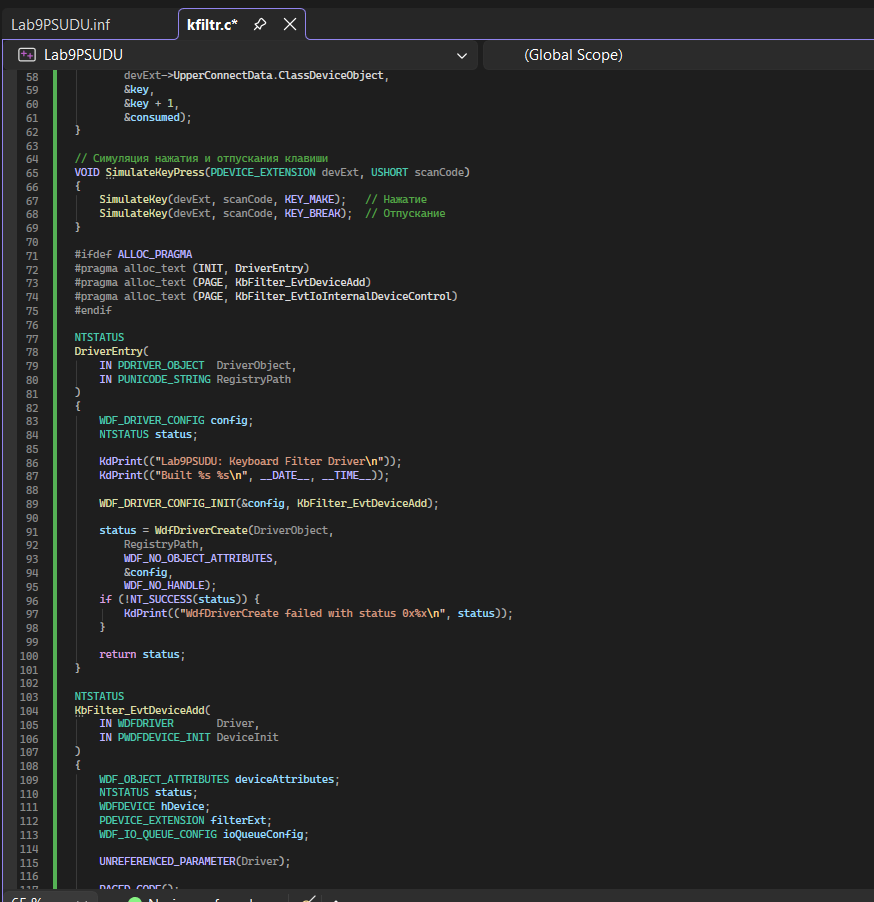 Lab9PSUDU.inf
kfiltr.c*
Lab9PSUDU
(Global Scope)
58 devExt->UpperConnectData.ClassDeviceObject,
59 &key,
60 &key + 1,
61 &consumed);
62 }
63
64 // Симуляция нажатия и отпускания клавиши
65 VOID SimulateKeyPress(PDEVICE_EXTENSION devExt, USHORT scanCode)
66 {
67 SimulateKey(devExt, scanCode, KEY_MAKE); // Нажатие
68 SimulateKey(devExt, scanCode, KEY_BREAK); // Отпускание
69 }
70
71 #ifdef ALLOC_PRAGMA
72 #pragma alloc_text (INIT, DriverEntry)
73 #pragma alloc_text (PAGE, KbFilter_EvtDeviceAdd)
74 #pragma alloc_text (PAGE, KbFilter_EvtIoInternalDeviceControl)
75 #endif
76
77 NTSTATUS
78 DriverEntry(
79 IN PDRIVER_OBJECT DriverObject,
80 IN PUNICODE_STRING RegistryPath
81 )
82 {
83 WDF_DRIVER_CONFIG config;
84 NTSTATUS status;
85
86 KdPrint(("Lab9PSUDU: Keyboard Filter Driver\n"));
87 KdPrint(("Built %s %s\n", __DATE__, __TIME__));
88
89 WDF_DRIVER_CONFIG_INIT(&config, KbFilter_EvtDeviceAdd);
90
91 status = WdfDriverCreate(DriverObject,
92 RegistryPath,
93 WDF_NO_OBJECT_ATTRIBUTES,
94 &config,
95 WDF_NO_HANDLE);
96 if (!NT_SUCCESS(status)) {
97 KdPrint(("WdfDriverCreate failed with status 0x%x\n", status));
98 }
99
100 return status;
101 }
102
103 NTSTATUS
104 KbFilter_EvtDeviceAdd(
105 IN WDFDRIVER Driver,
106 IN PWDFDEVICE_INIT DeviceInit
107 )
108 {
109 WDF_OBJECT_ATTRIBUTES deviceAttributes;
110 NTSTATUS status;
111 WDFDEVICE hDevice;
112 PDEVICE_EXTENSION filterExt;
113 WDF_IO_QUEUE_CONFIG ioQueueConfig;
114
115 UNREFERENCED_PARAMETER(Driver);
116
117 PAGED_CODE();
65 %